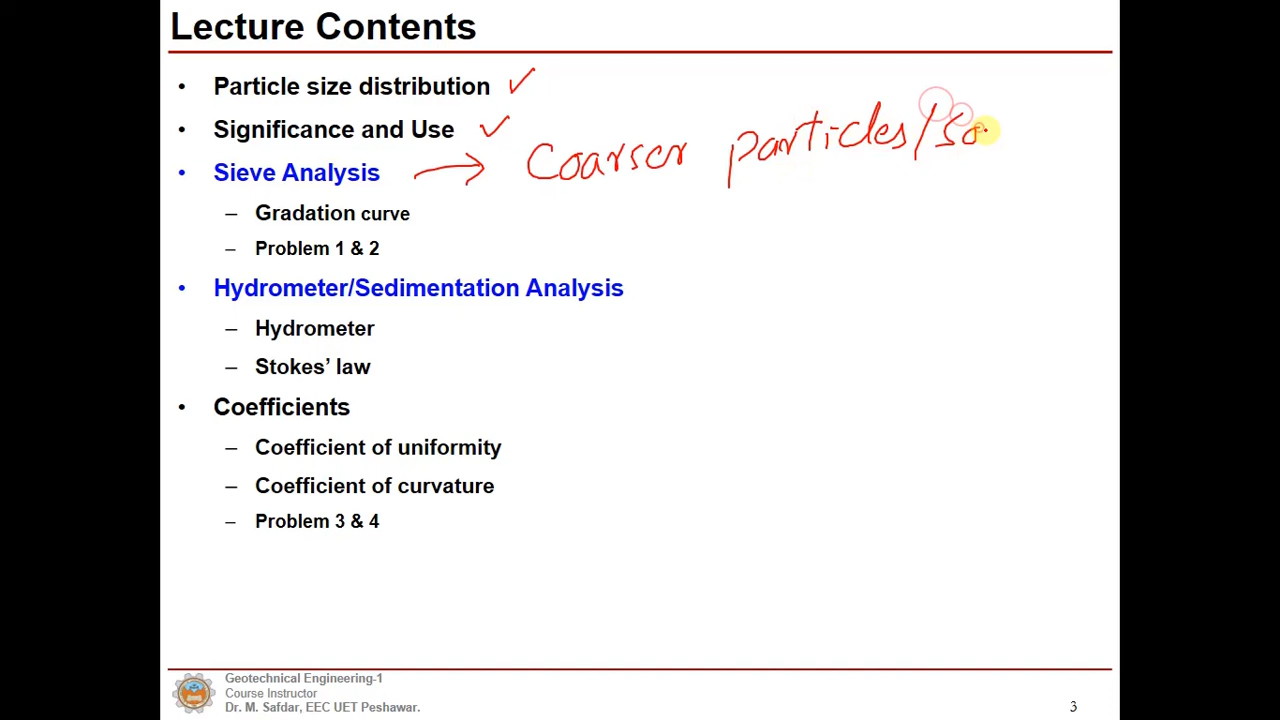 Lecture Contents
• Particle size distribution ✓
• Significance and Use ✓
• Sieve Analysis → Coarser particles/so
– Gradation curve
– Problem 1 & 2
• Hydrometer/Sedimentation Analysis
– Hydrometer
– Stokes’ law
• Coefficients
– Coefficient of uniformity
– Coefficient of curvature
– Problem 3 & 4
Geotechnical Engineering-1
Course Instructor
Dr. M. Safdar, EEC UET Peshawar.
3